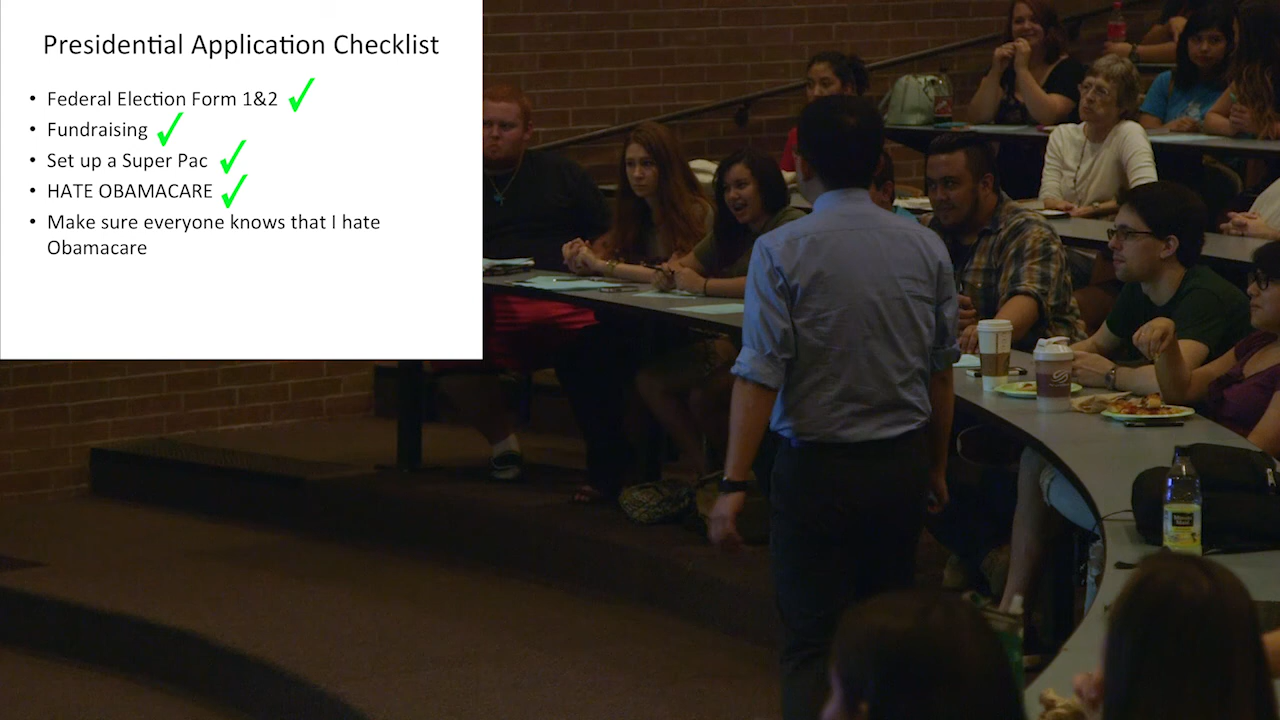 Presidential Application Checklist
• Federal Election Form 1&2
• Fundraising
• Set up a Super Pac
• HATE OBAMACARE
• Make sure everyone knows that I hate
Obamacare